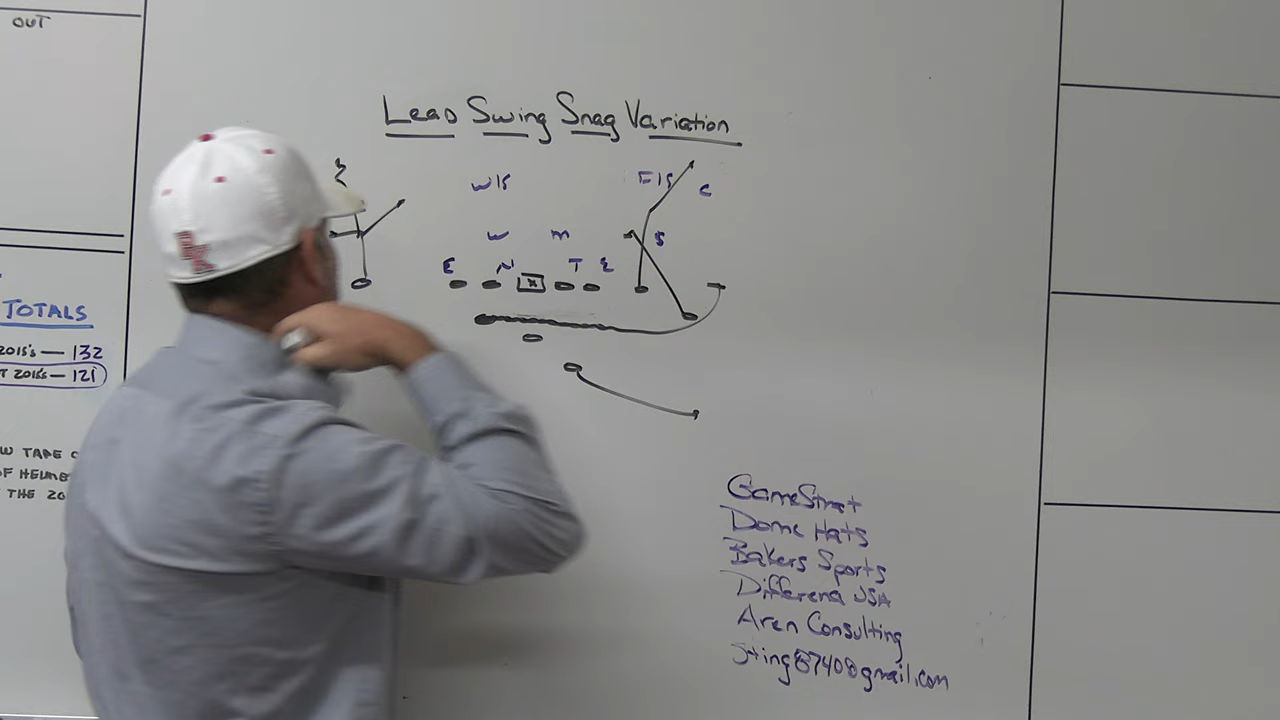 OUT
Lead Swing Snag Variation
W/S F/S C
W M S
E N T E
X
TOTALS
2015's — 132
T 2016's — 121
W TAPE
OF HELME
THE 20
GameStrat
Dome Hats
Bakers Sports
USA
Aren Consulting